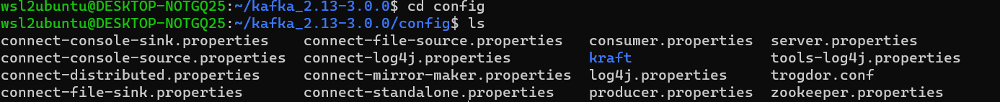 wsl2ubuntu@DESKTOP-NOTGQ25:~/kafka_2.13-3.0.0$ cd config
wsl2ubuntu@DESKTOP-NOTGQ25:~/kafka_2.13-3.0.0/config$ ls
connect-console-sink.properties    connect-file-source.properties    consumer.properties  server.properties
connect-console-source.properties  connect-log4j.properties          kraft                tools-log4j.properties
connect-distributed.properties     connect-mirror-maker.properties  log4j.properties     trogdor.conf
connect-file-sink.properties       connect-standalone.properties     producer.properties  zookeeper.properties